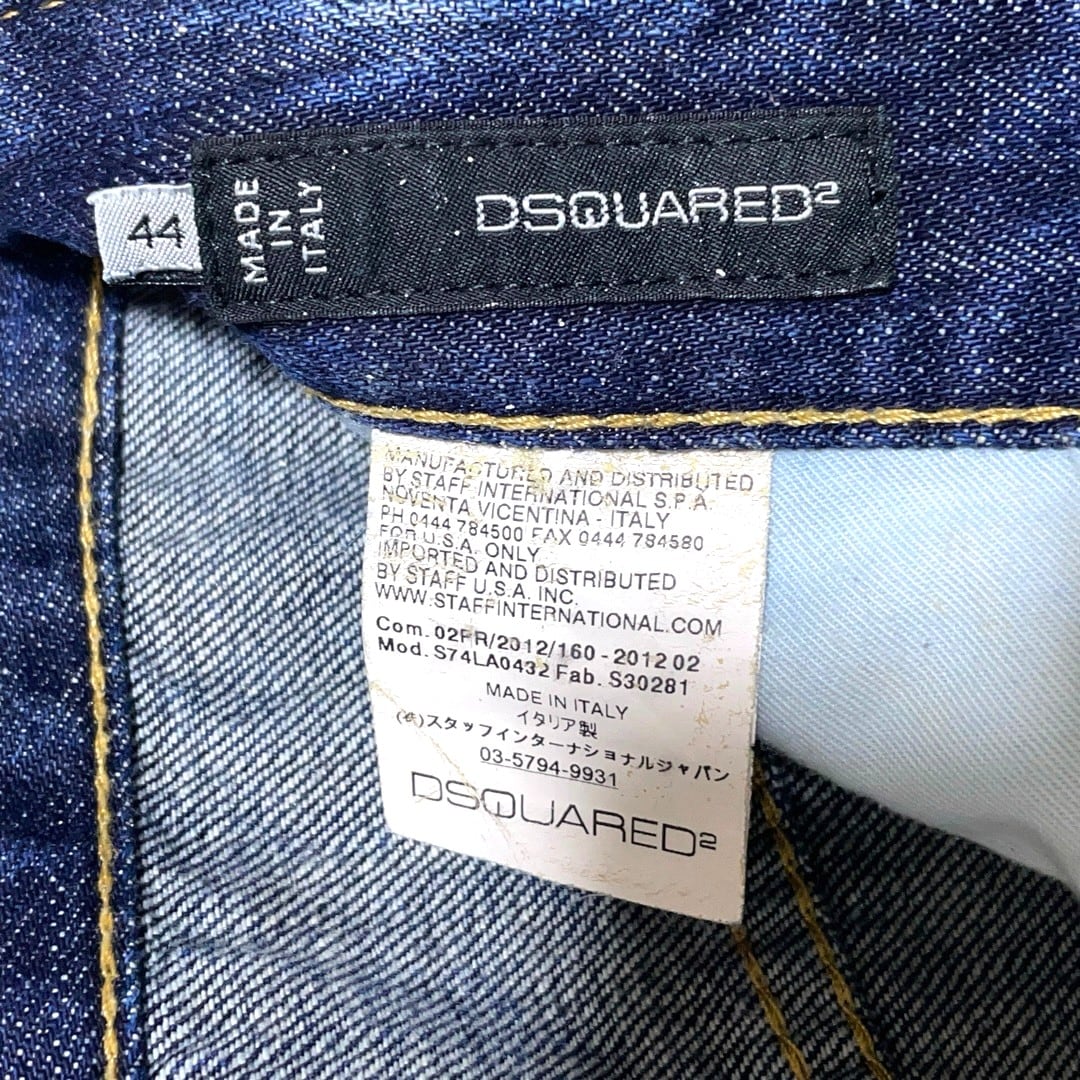 44
MADE
IN
ITALY
DSQUARED²
MANUFACTURED AND DISTRIBUTED
BY STAFF INTERNATIONAL S.P.A.
NOVENTA VICENTINA - ITALY
PH 0444 784500 FAX 0444 784580
FOR U.S.A. ONLY
IMPORTED AND DISTRIBUTED
BY STAFF U.S.A. INC.
WWW.STAFFINTERNATIONAL.COM
Com. 02PR/2012/160 - 2012 02
Mod. S74LA0432 Fab. S30281
MADE IN ITALY
イタリア製
(株)スタッフインターナショナルジャパン
03-5794-9931
DSQUARED²